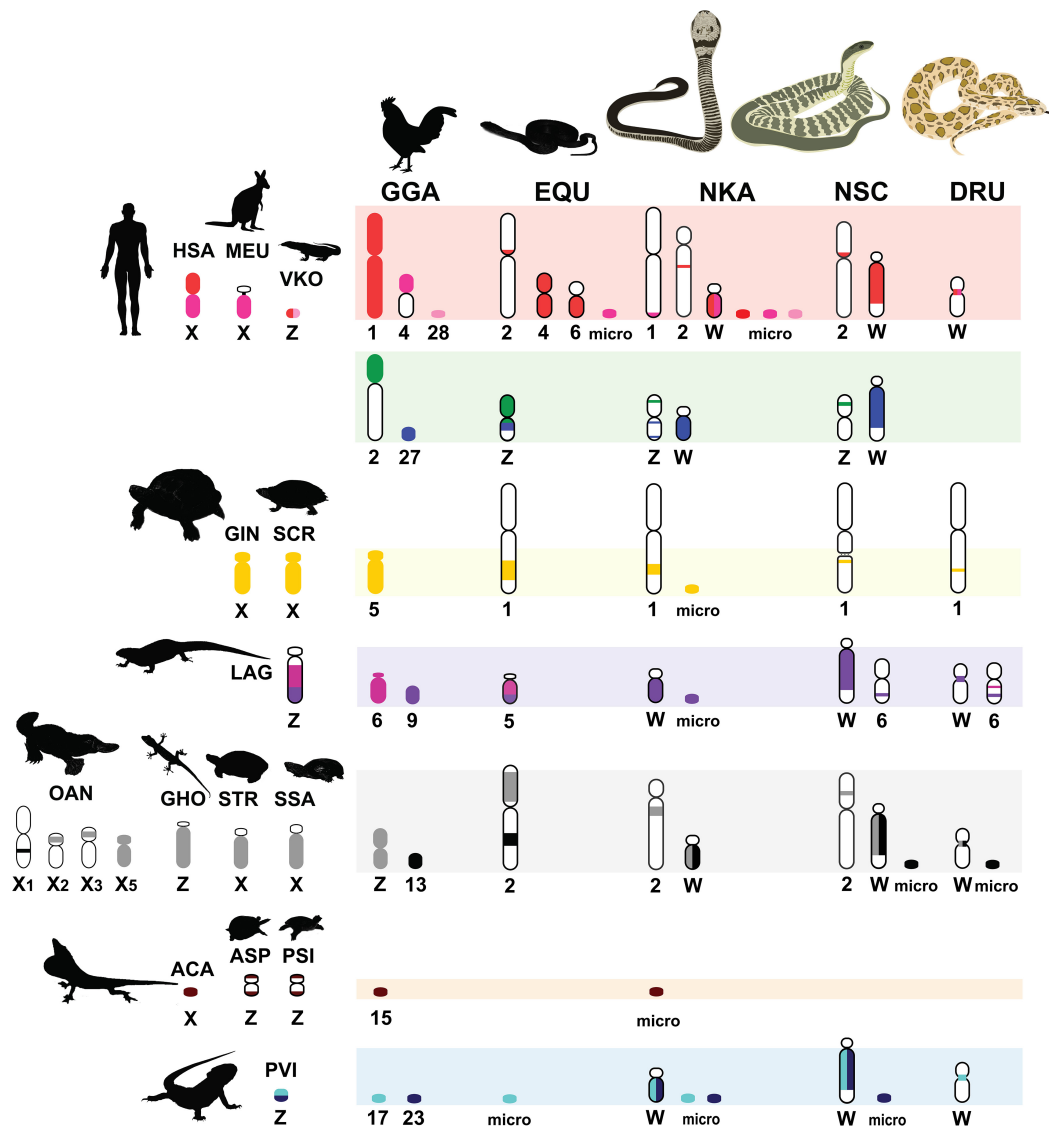 GGA EQU NKA NSC DRU
HSA MEU
VKO
X X Z
1 4 28 2 4 6 micro 1 2 W micro 2 W W
2 27 Z Z W Z W
GIN SCR
X X 5 1 1 micro 1 1
LAG
Z 6 9 5 W micro W 6 W 6
OAN GHO STR SSA
X1 X2 X3 X5 Z X X Z 13 2 2 W 2 W micro W micro
ASP PSI
ACA
X Z Z 15 micro
PVI
Z 17 23 micro W micro W micro W